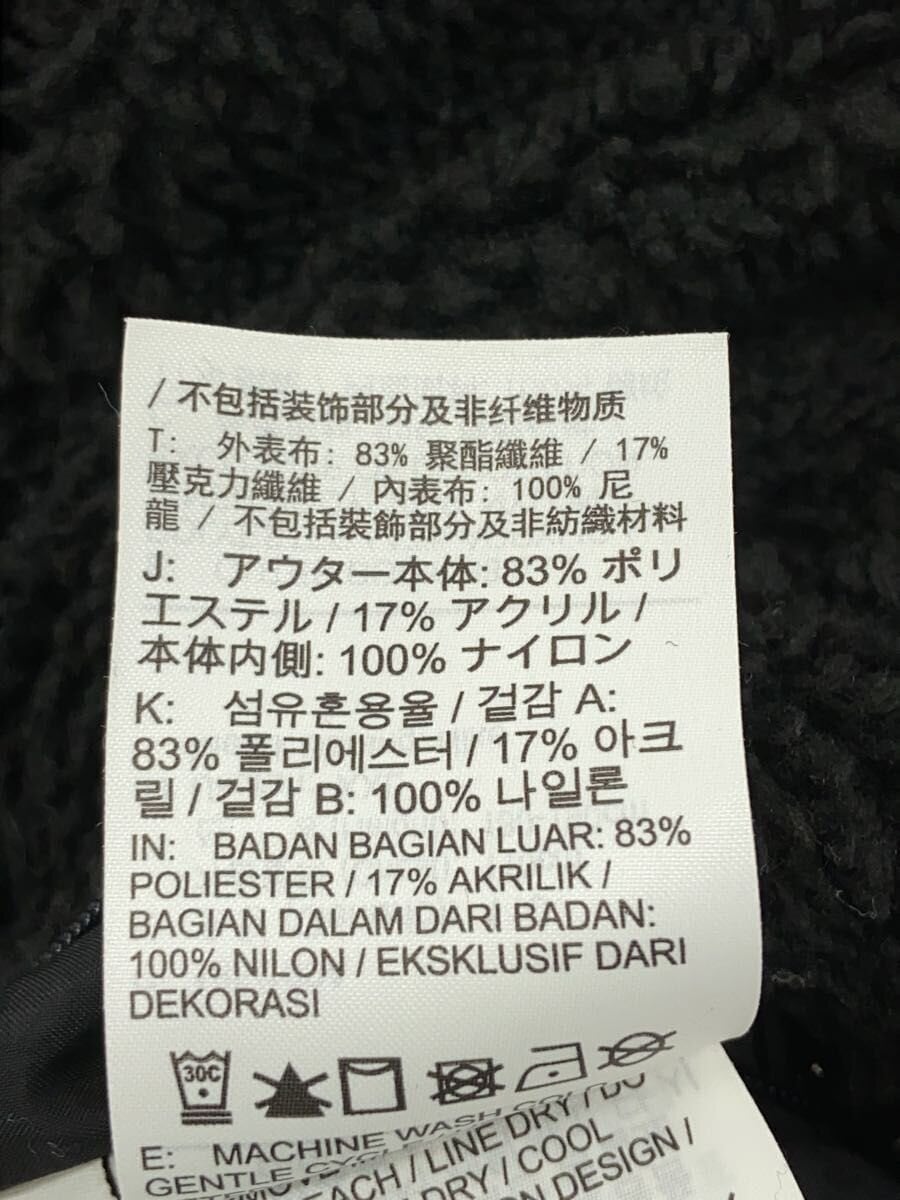 / 不包括装饰部分及非纤维物质
T: 外表布: 83% 聚酯纖維 / 17%
壓克力纖維 / 內表布: 100% 尼
龍 / 不包括裝飾部分及非紡織材料
J: アウター本体: 83% ポリ
エステル / 17% アクリル /
本体内側: 100% ナイロン
K: 섬유혼용율 / 겉감 A:
83% 폴리에스터 / 17% 아크
릴 / 겉감 B: 100% 나일론
IN: BADAN BAGIAN LUAR: 83%
POLIESTER / 17% AKRILIK /
BAGIAN DALAM DARI BADAN:
100% NILON / EKSKLUSIF DARI
DEKORASI
30C
E: MACHINE WASH
GENTLE
EACH / LINE DRY / DO
DRY / COOL
DESIGN /